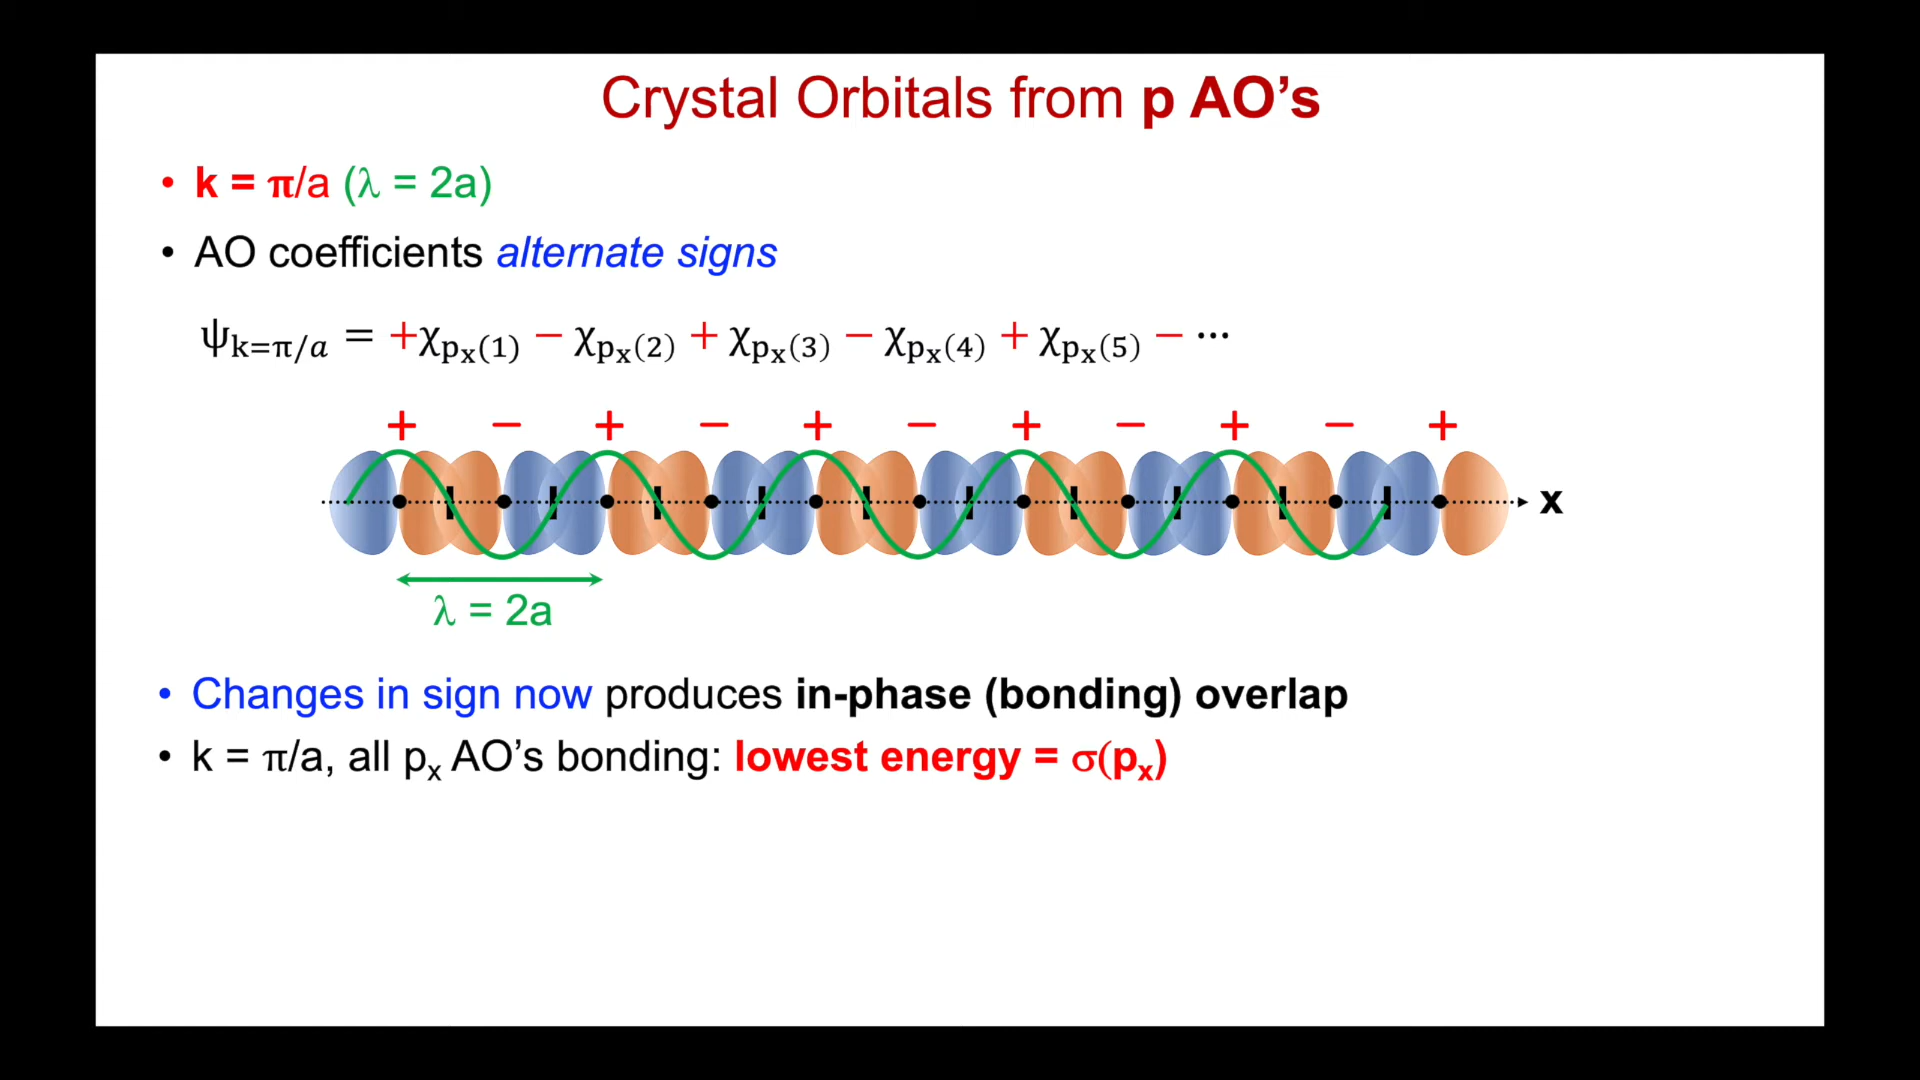 Crystal Orbitals from p AO’s
• k = π/a (λ = 2a)
• AO coefficients alternate signs
ψₖ₌π/ₐ = +χₚₓ₍₁₎ − χₚₓ₍₂₎ + χₚₓ₍₃₎ − χₚₓ₍₄₎ + χₚₓ₍₅₎ − ⋯
+ − + − + − + − + − +
x
λ = 2a
• Changes in sign now produces in-phase (bonding) overlap
• k = π/a, all pₓ AO’s bonding: lowest energy = σ(pₓ)